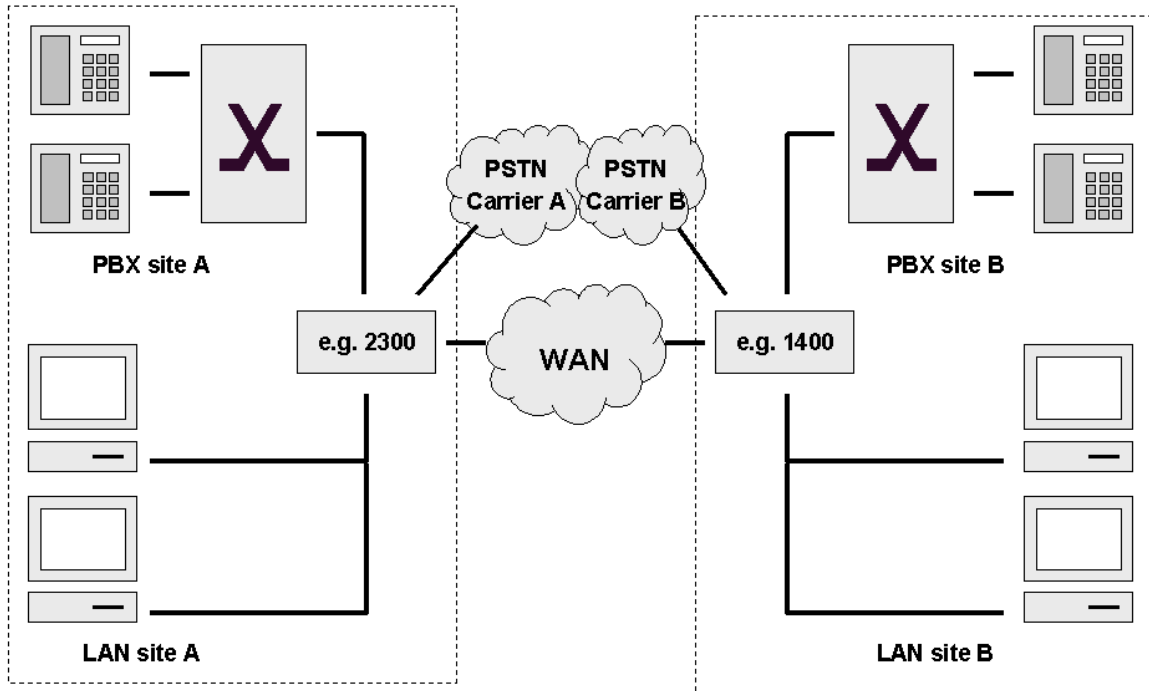 PSTN
Carrier A
PSTN
Carrier B
PBX site A
PBX site B
e.g. 2300
WAN
e.g. 1400
LAN site A
LAN site B